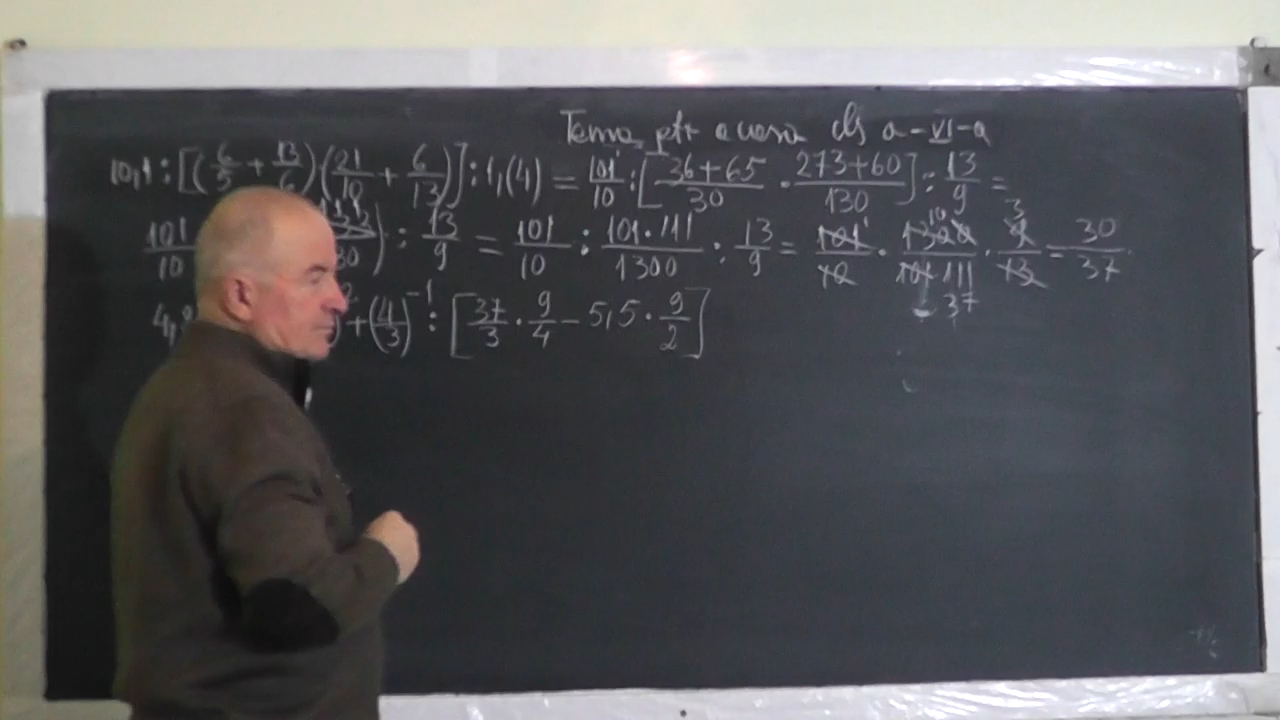 Tema ptr acasa cls a-VI-a
10,1 : [(6/5 + 13/6)(21/10 + 6/13)] : 1,(4) = 101/10 : [36+65/30 · 273+60/130] : 13/9 =
101/10 30) : 13/9 = 101/10 : 101·111/1300 : 13/9 = 101/10 · 1300/101·111 · 9/13 = 30/37
4, + (4/3)^-1 : [37/3 · 9/4 - 5,5 · 9/2]